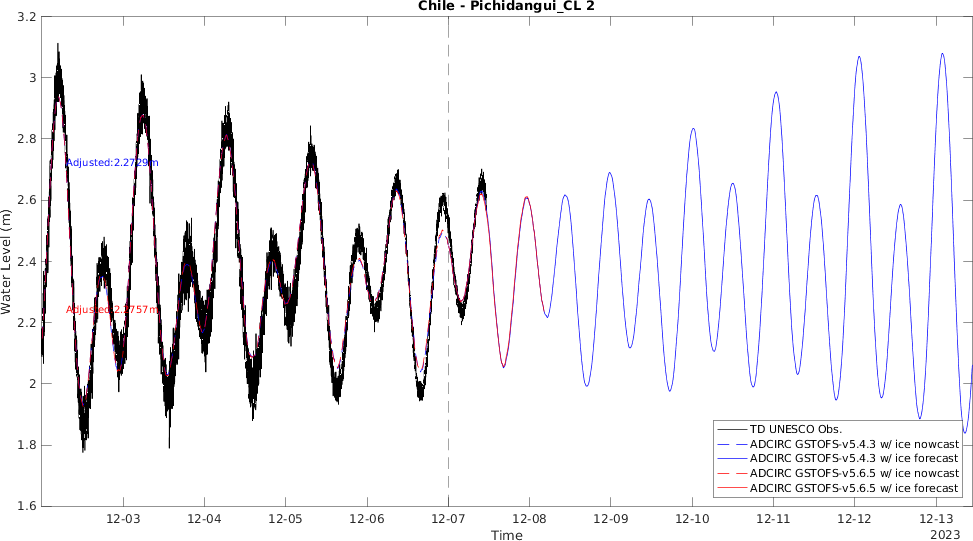 Chile - Pichidangui_CL 2
3.2
3
2.8
2.6
2.4
2.2
2
1.8
1.6
Water Level (m)
Adjusted:2.2729m
Adjusted:2.2757m
TD UNESCO Obs.
ADCIRC GSTOFS-v5.4.3 w/ ice nowcast
ADCIRC GSTOFS-v5.4.3 w/ ice forecast
ADCIRC GSTOFS-v5.6.5 w/ ice nowcast
ADCIRC GSTOFS-v5.6.5 w/ ice forecast
12-03 12-04 12-05 12-06 12-07 12-08 12-09 12-10 12-11 12-12 12-13
Time
2023